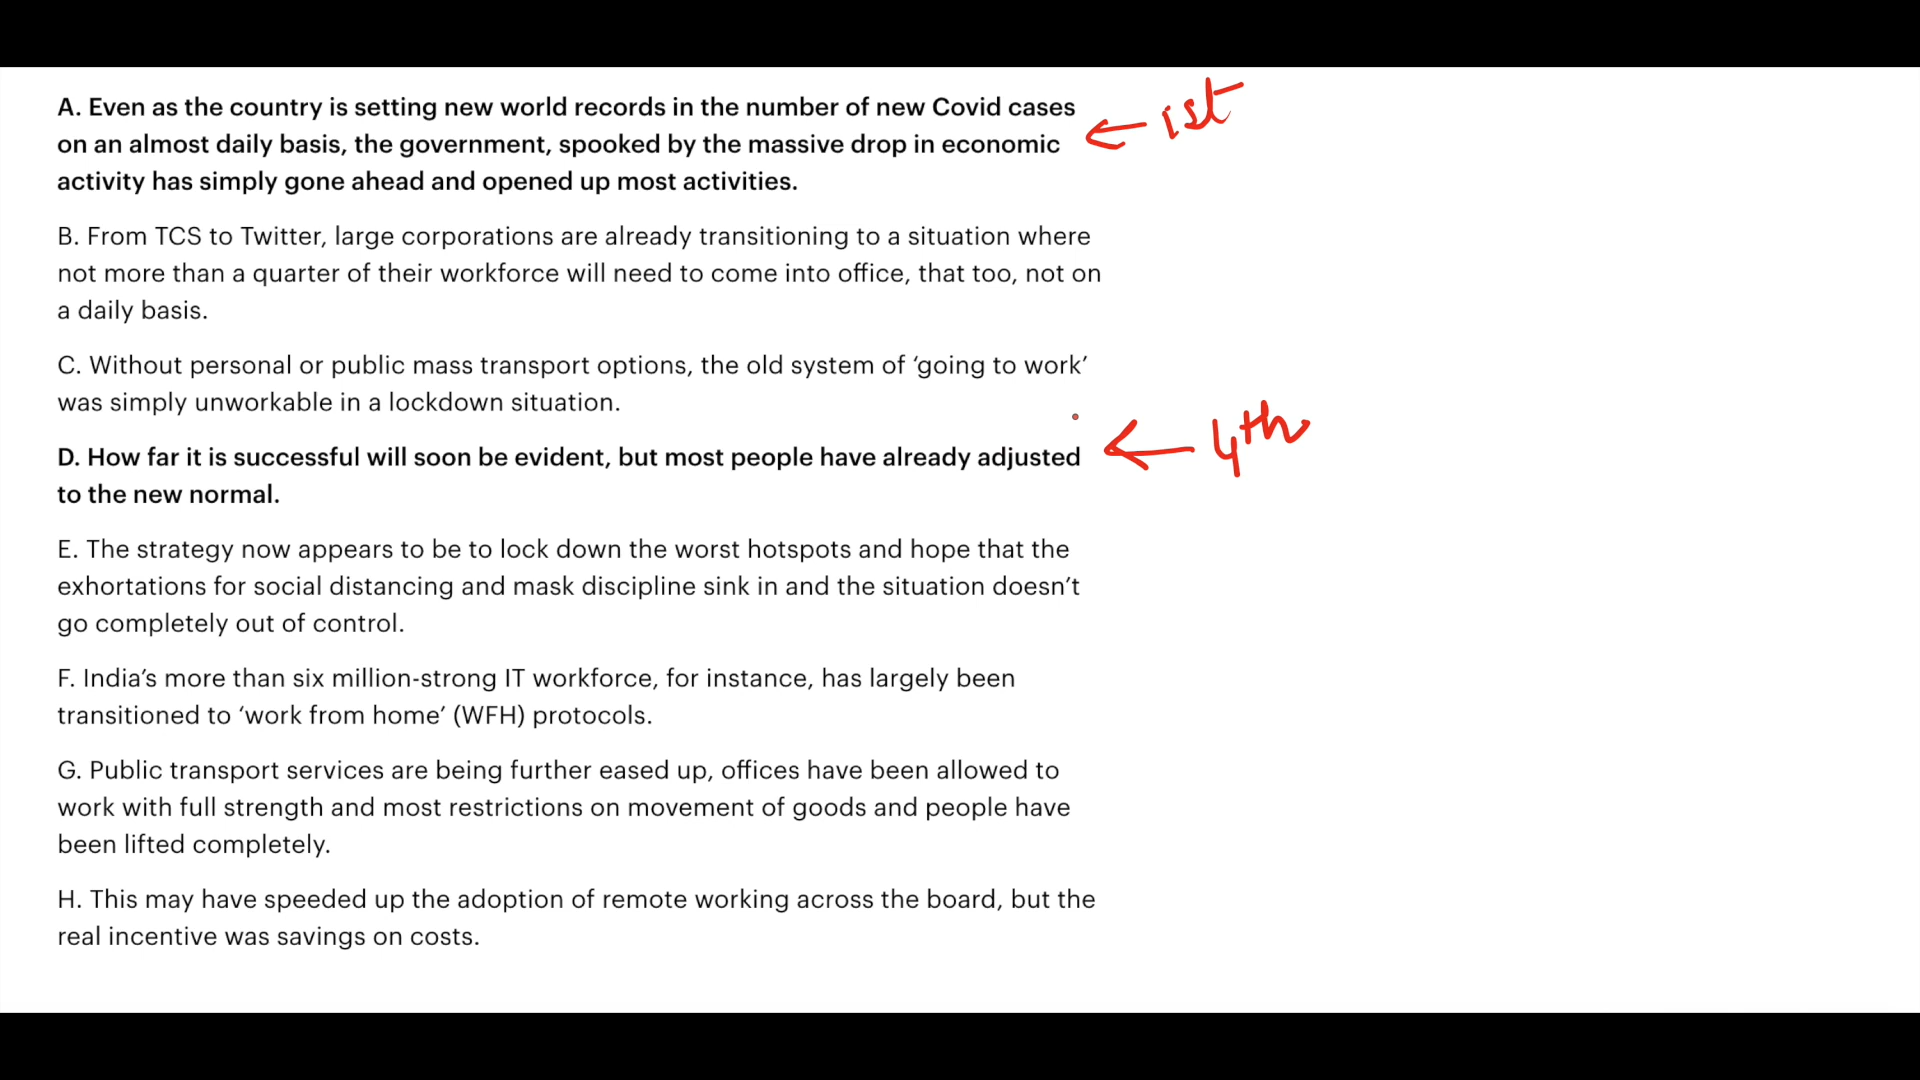 A. Even as the country is setting new world records in the number of new Covid cases
on an almost daily basis, the government, spooked by the massive drop in economic
activity has simply gone ahead and opened up most activities.
← 1st
B. From TCS to Twitter, large corporations are already transitioning to a situation where
not more than a quarter of their workforce will need to come into office, that too, not on
a daily basis.
C. Without personal or public mass transport options, the old system of ‘going to work’
was simply unworkable in a lockdown situation.
D. How far it is successful will soon be evident, but most people have already adjusted
to the new normal.
← 4th
E. The strategy now appears to be to lock down the worst hotspots and hope that the
exhortations for social distancing and mask discipline sink in and the situation doesn’t
go completely out of control.
F. India’s more than six million-strong IT workforce, for instance, has largely been
transitioned to ‘work from home’ (WFH) protocols.
G. Public transport services are being further eased up, offices have been allowed to
work with full strength and most restrictions on movement of goods and people have
been lifted completely.
H. This may have speeded up the adoption of remote working across the board, but the
real incentive was savings on costs.